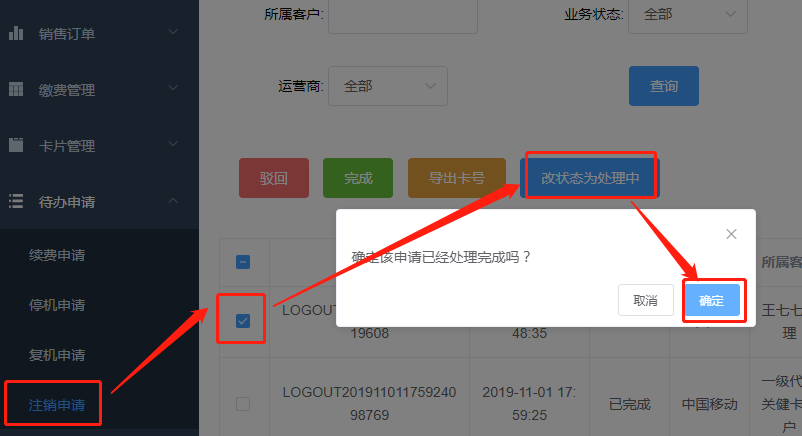 销售订单
缴费管理
卡片管理
待办申请
续费申请
停机申请
复机申请
注销申请
所属客户:
业务状态: 全部
运营商: 全部
查询
驳回 完成 导出卡号 改状态为处理中
确定该申请已经处理完成吗？
取消 确定
所属客
LOGOUT
19608
48:35
王七七
理
LOGOUT201911011759240
98769
2019-11-01 17:
59:25
已完成
中国移动
一级代
关健卡
户